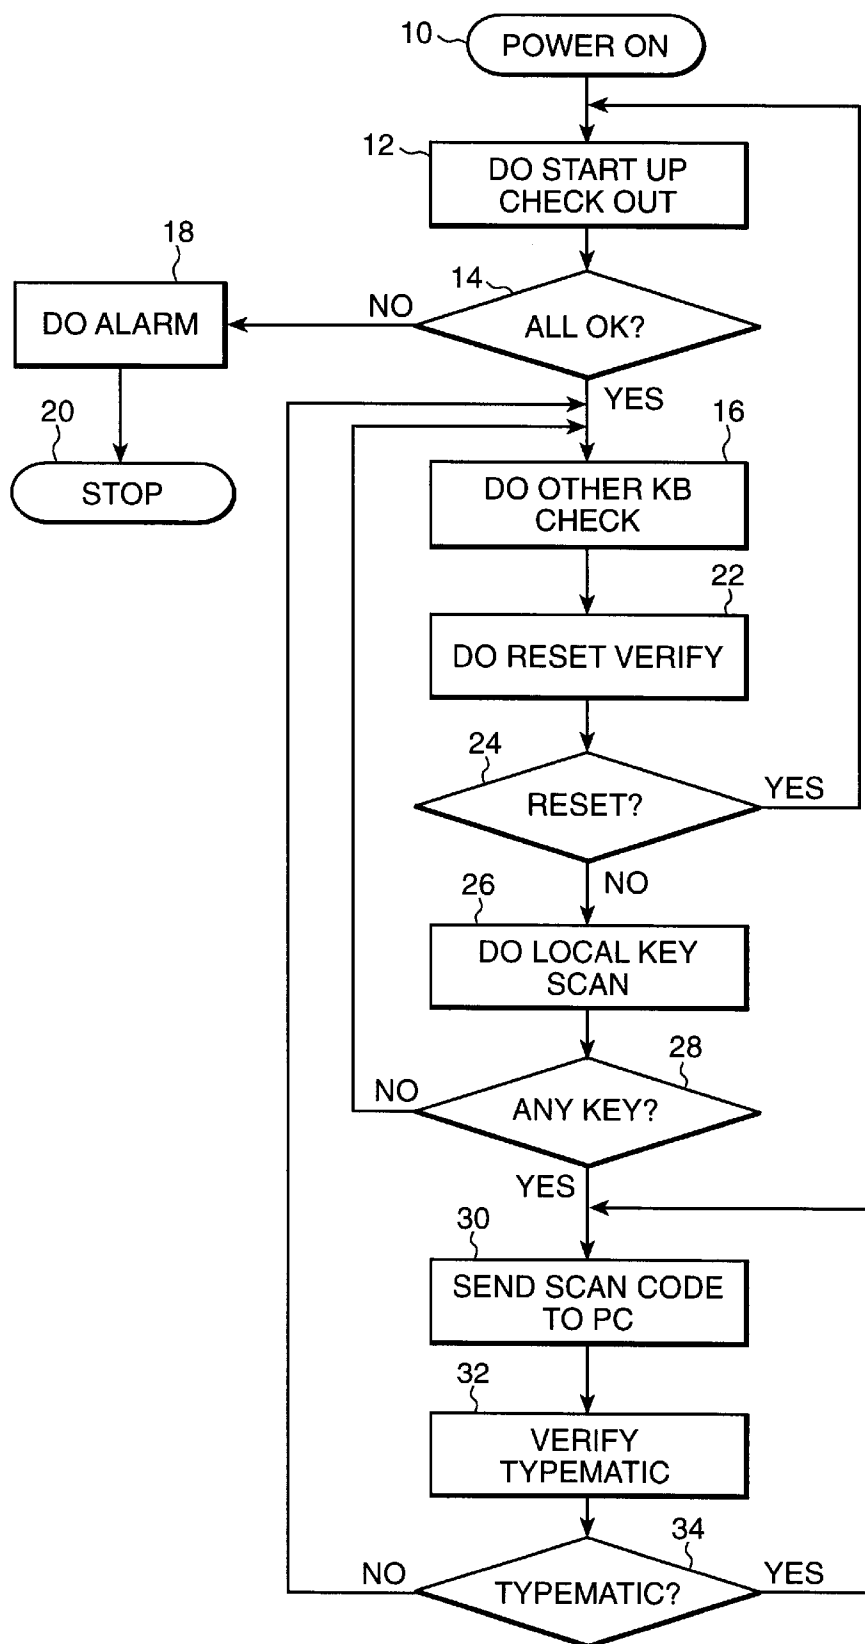 10
POWER ON
12
DO START UP
CHECK OUT
18
DO ALARM
14
NO
ALL OK?
YES
20
STOP
16
DO OTHER KB
CHECK
22
DO RESET VERIFY
24
RESET?
YES
NO
26
DO LOCAL KEY
SCAN
28
NO
ANY KEY?
YES
30
SEND SCAN CODE
TO PC
32
VERIFY
TYPEMATIC
34
NO
TYPEMATIC?
YES